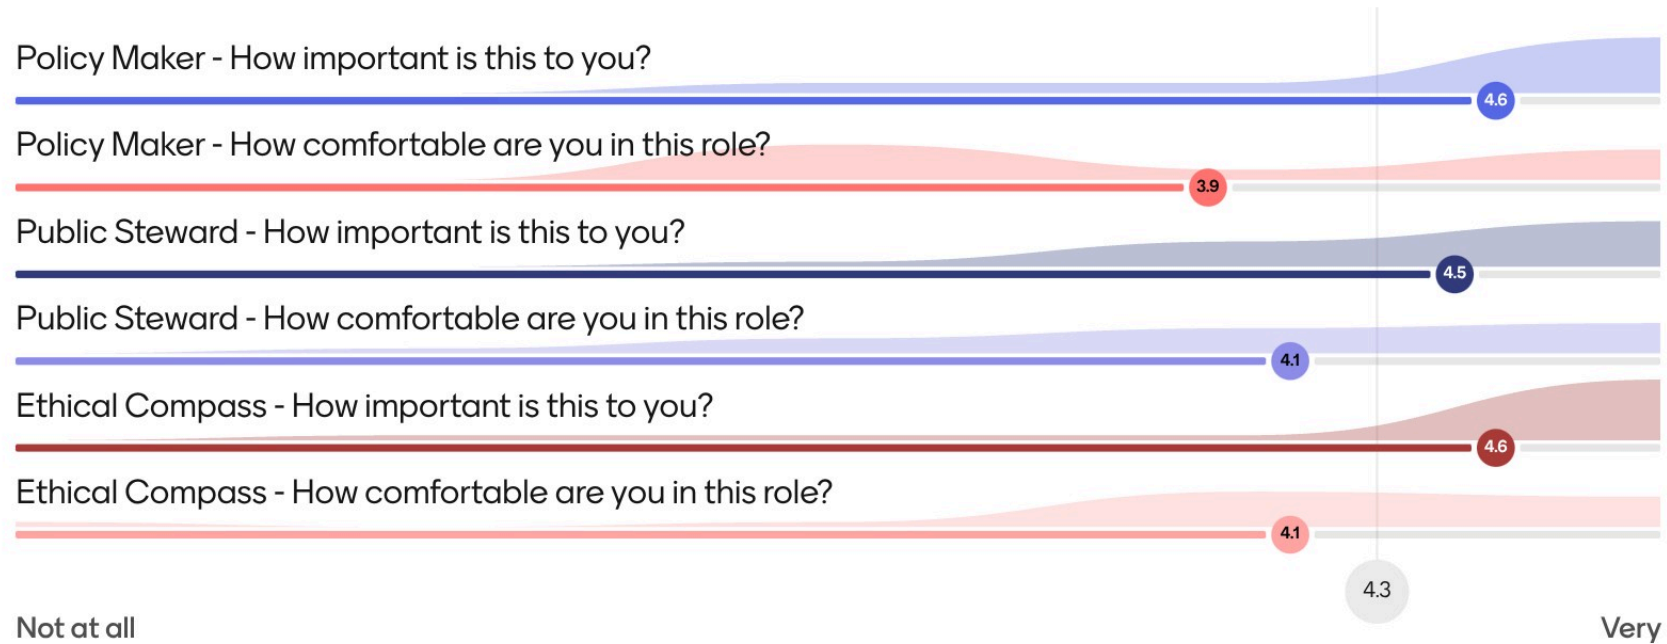 Policy Maker - How important is this to you?
4.6
Policy Maker - How comfortable are you in this role?
3.9
Public Steward - How important is this to you?
4.5
Public Steward - How comfortable are you in this role?
4.1
Ethical Compass - How important is this to you?
4.6
Ethical Compass - How comfortable are you in this role?
4.1
4.3
Not at all
Very